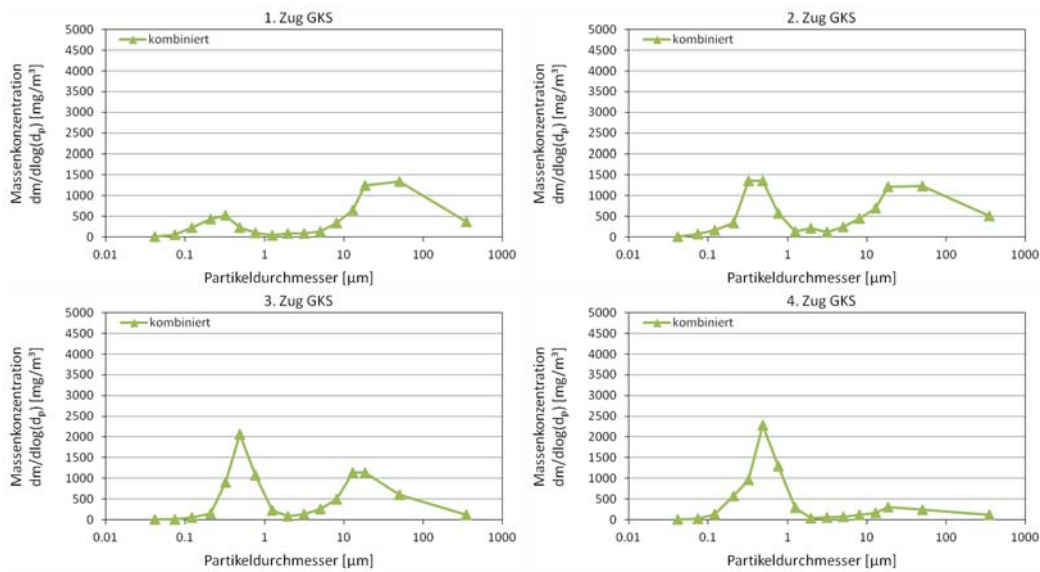 1. Zug GKS
kombiniert
Massenkonzentration
dm/dlog(dₚ) [mg/m³]
5000
4500
4000
3500
3000
2500
2000
1500
1000
500
0
0.01 0.1 1 10 100 1000
Partikeldurchmesser [µm]
2. Zug GKS
kombiniert
Massenkonzentration
dm/dlog(dₚ) [mg/m³]
5000
4500
4000
3500
3000
2500
2000
1500
1000
500
0
0.01 0.1 1 10 100 1000
Partikeldurchmesser [µm]
3. Zug GKS
kombiniert
Massenkonzentration
dm/dlog(dₚ) [mg/m³]
5000
4500
4000
3500
3000
2500
2000
1500
1000
500
0
0.01 0.1 1 10 100 1000
Partikeldurchmesser [µm]
4. Zug GKS
kombiniert
Massenkonzentration
dm/dlog(dₚ) [mg/m³]
5000
4500
4000
3500
3000
2500
2000
1500
1000
500
0
0.01 0.1 1 10 100 1000
Partikeldurchmesser [µm]